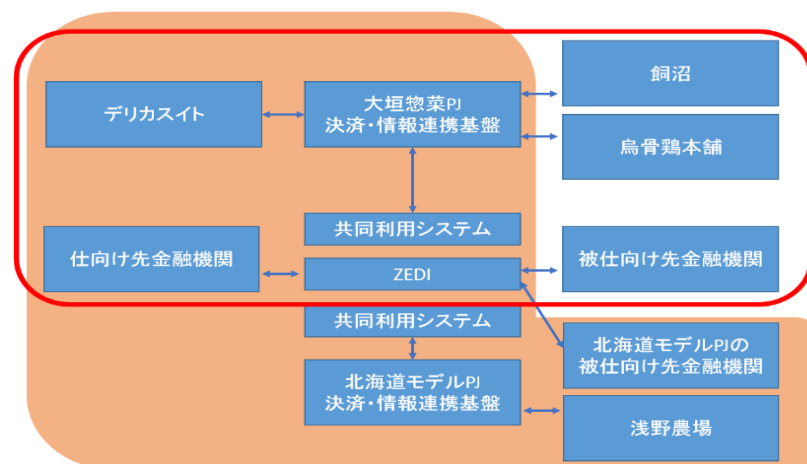 飼沼
デリカスイト
大垣惣菜PJ
決済・情報連携基盤
烏骨鶏本舗
共同利用システム
仕向け先金融機関
ZEDI
被仕向け先金融機関
共同利用システム
北海道モデルPJの
被仕向け先金融機関
北海道モデルPJ
決済・情報連携基盤
浅野農場